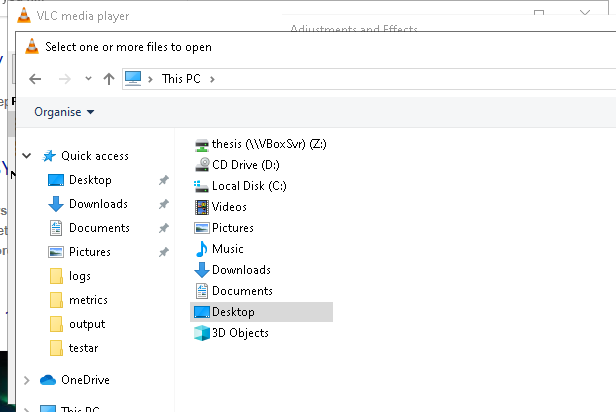 VLC media player
Adjustments and Effects
Select one or more files to open
This PC
Organise
Quick access
Desktop
Downloads
Documents
Pictures
logs
metrics
output
testar
OneDrive
This PC
thesis (\\VBoxSvr) (Z:)
CD Drive (D:)
Local Disk (C:)
Videos
Pictures
Music
Downloads
Documents
Desktop
3D Objects